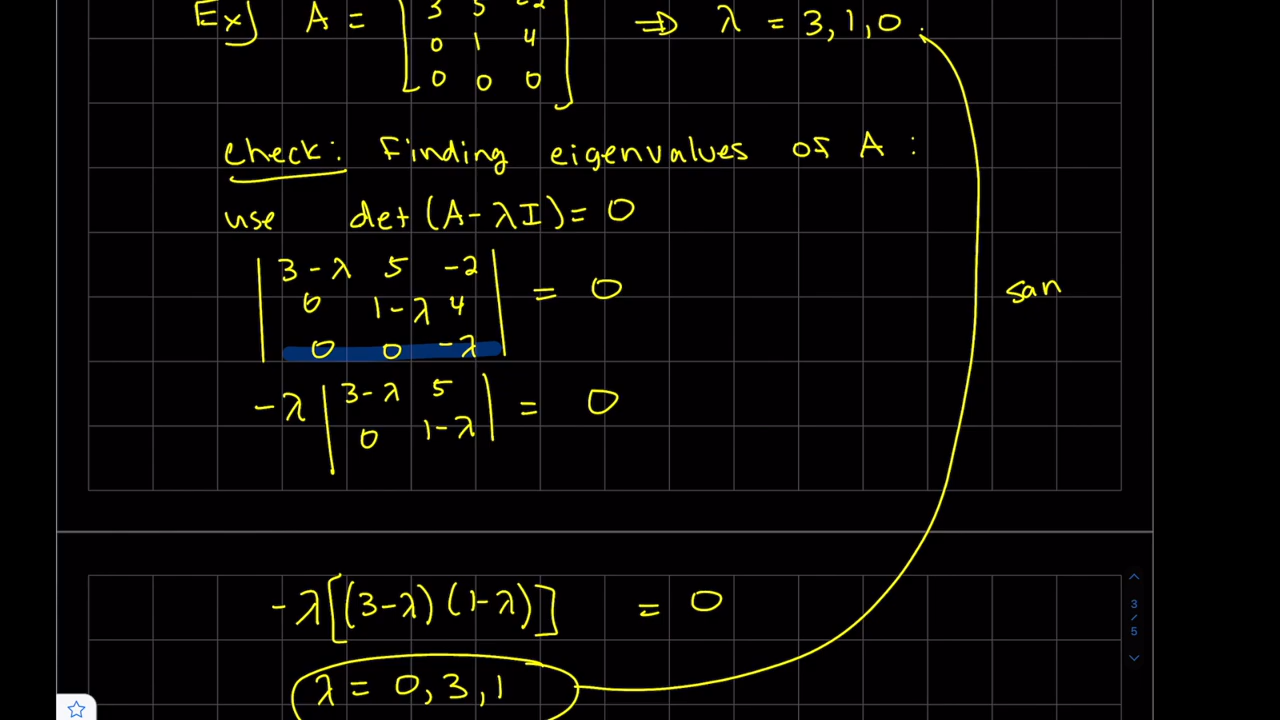 Ex) A = [ 3 5 -2 ⇒ λ = 3, 1, 0.
0 1 4
0 0 0 ]
Check: Finding eigenvalues of A :
use det (A - λI) = 0
| 3-λ 5 -2 |
0 1-λ 4 = 0
0 0 -λ
-λ | 3-λ 5 | = 0
0 1-λ
-λ[(3-λ)(1-λ)] = 0
λ = 0, 3, 1
san
3
/
5